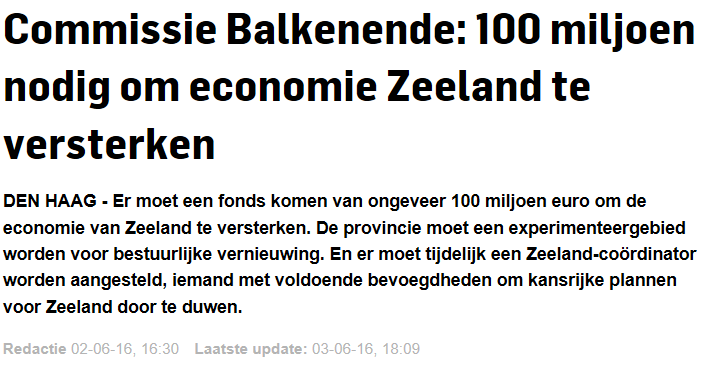 Commissie Balkenende: 100 miljoen
nodig om economie Zeeland te
versterken
DEN HAAG - Er moet een fonds komen van ongeveer 100 miljoen euro om de
economie van Zeeland te versterken. De provincie moet een experimenteergebied
worden voor bestuurlijke vernieuwing. En er moet tijdelijk een Zeeland-coördinator
worden aangesteld, iemand met voldoende bevoegdheden om kansrijke plannen
voor Zeeland door te duwen.
Redactie 02-06-16, 16:30 Laatste update: 03-06-16, 18:09